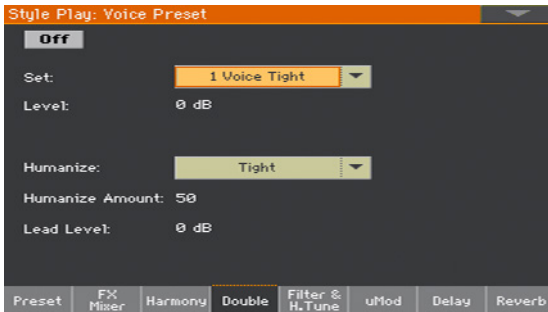 Style Play: Voice Preset
Off
Set: 1 Voice Tight
Level: 0 dB
Humanize: Tight
Humanize Amount: 50
Lead Level: 0 dB
Preset FX Mixer Harmony Double Filter & H.Tune uMod Delay Reverb